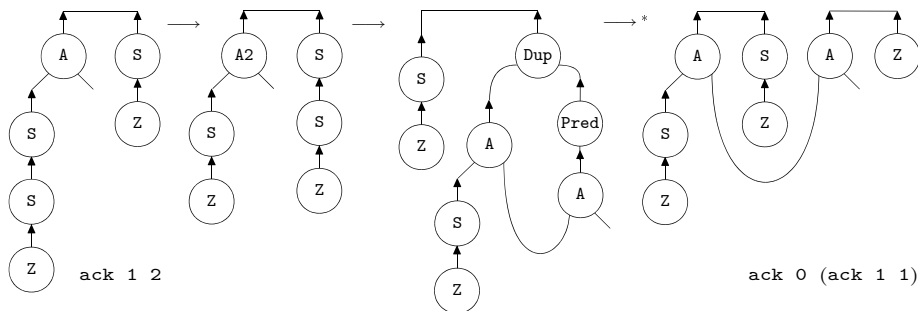 A S A2 S Dup * A S A Z
S Z S S S Pred S Z
S Z Z Z A A Z
Z S
Z
ack 1 2 ack 0 (ack 1 1)